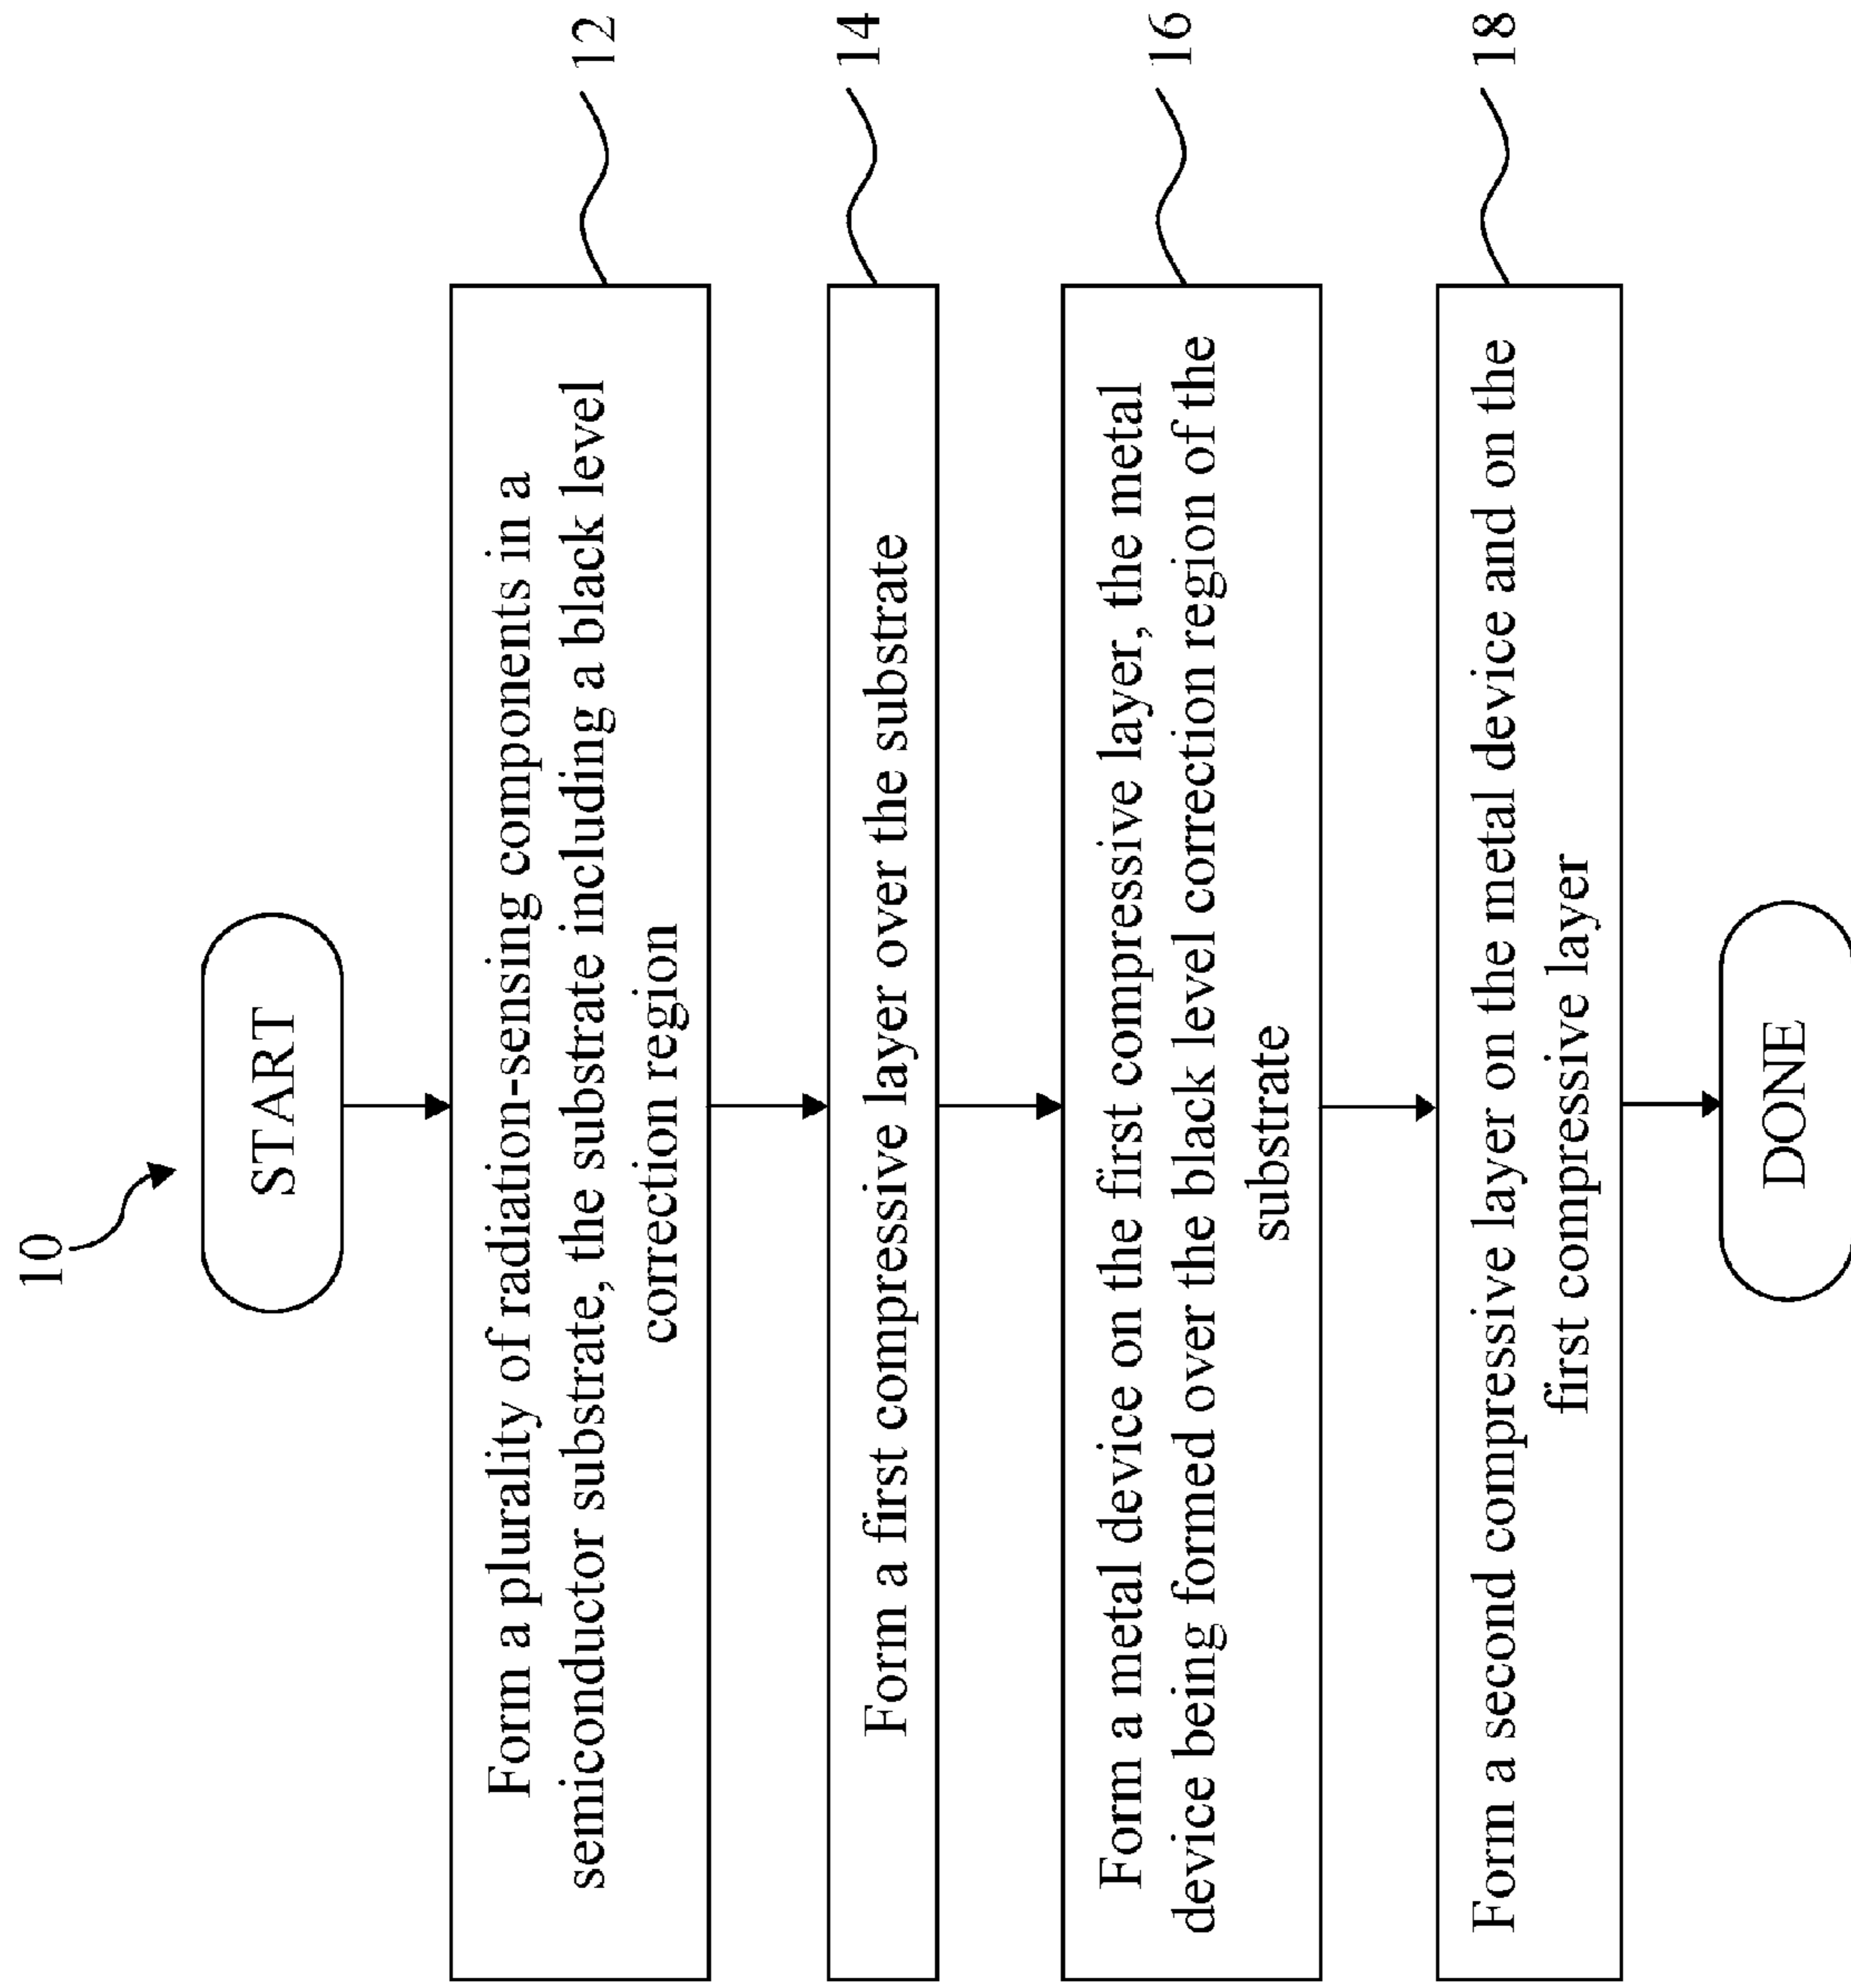 10
START
Form a plurality of radiation-sensing components in a
semiconductor substrate, the substrate including a black level
correction region
12
Form a first compressive layer over the substrate
14
Form a metal device on the first compressive layer, the metal
device being formed over the black level correction region of the
substrate
16
Form a second compressive layer on the metal device and on the
first compressive layer
18
DONE